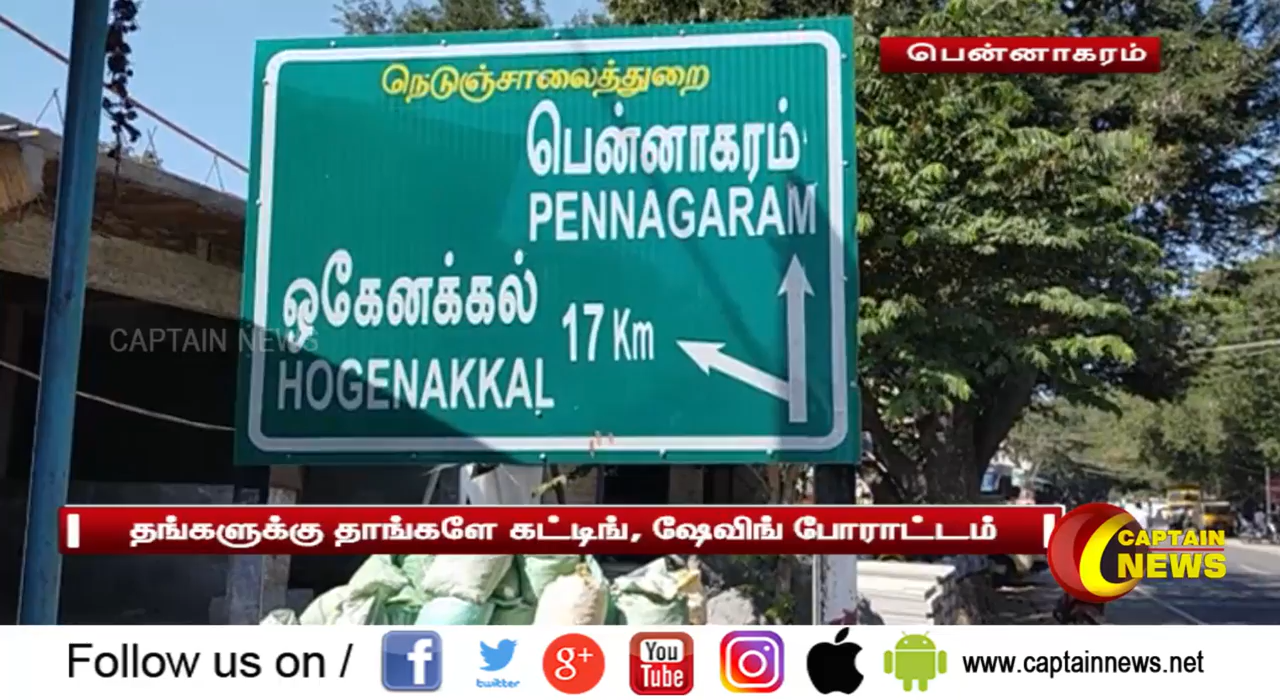 பென்னாகரம்
நெடுஞ்சாலைத்துறை
பென்னாகரம்
PENNAGARAM
ஒகேனக்கல்
17 Km
HOGENAKKAL
CAPTAIN NEWS
தங்களுக்கு தாங்களே கட்டிங், ஷேவிங் போராட்டம்
CAPTAIN
NEWS
Follow us on /
twitter
g+
You
Tube
www.captainnews.net